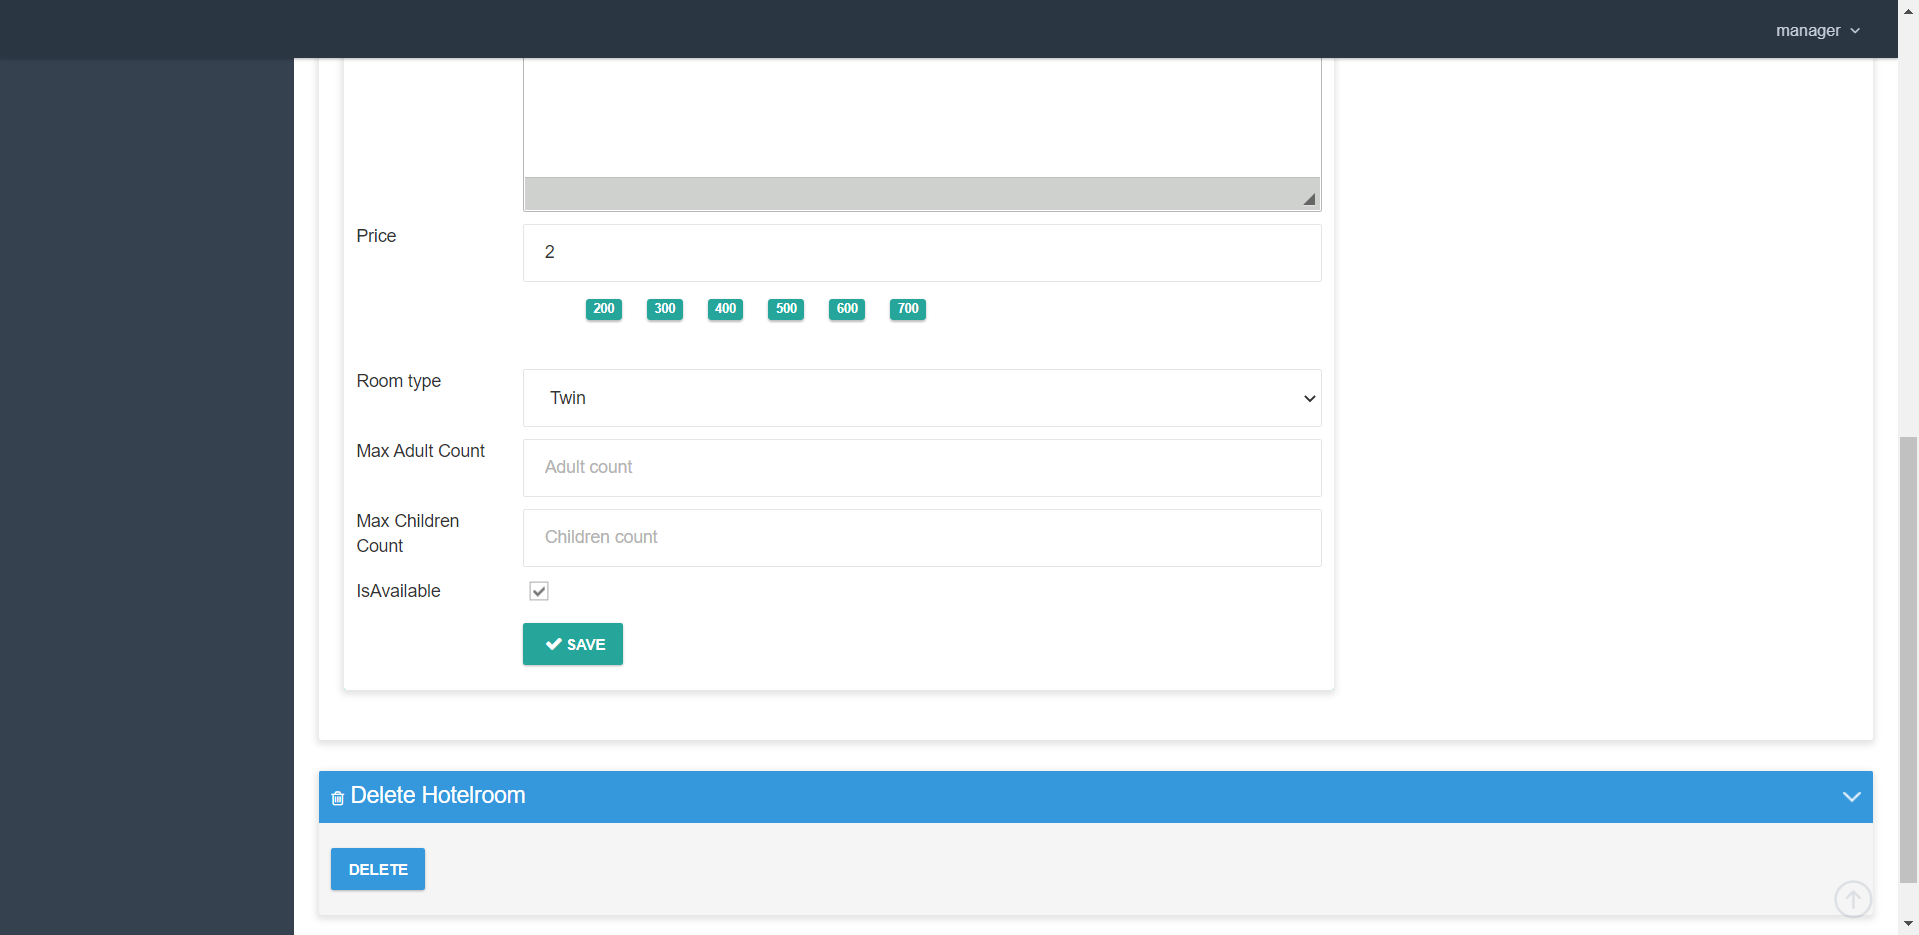 manager
Price
2
200 300 400 500 600 700
Room type
Twin
Max Adult Count
Adult count
Max Children
Count
Children count
IsAvailable
SAVE
Delete Hotelroom
DELETE